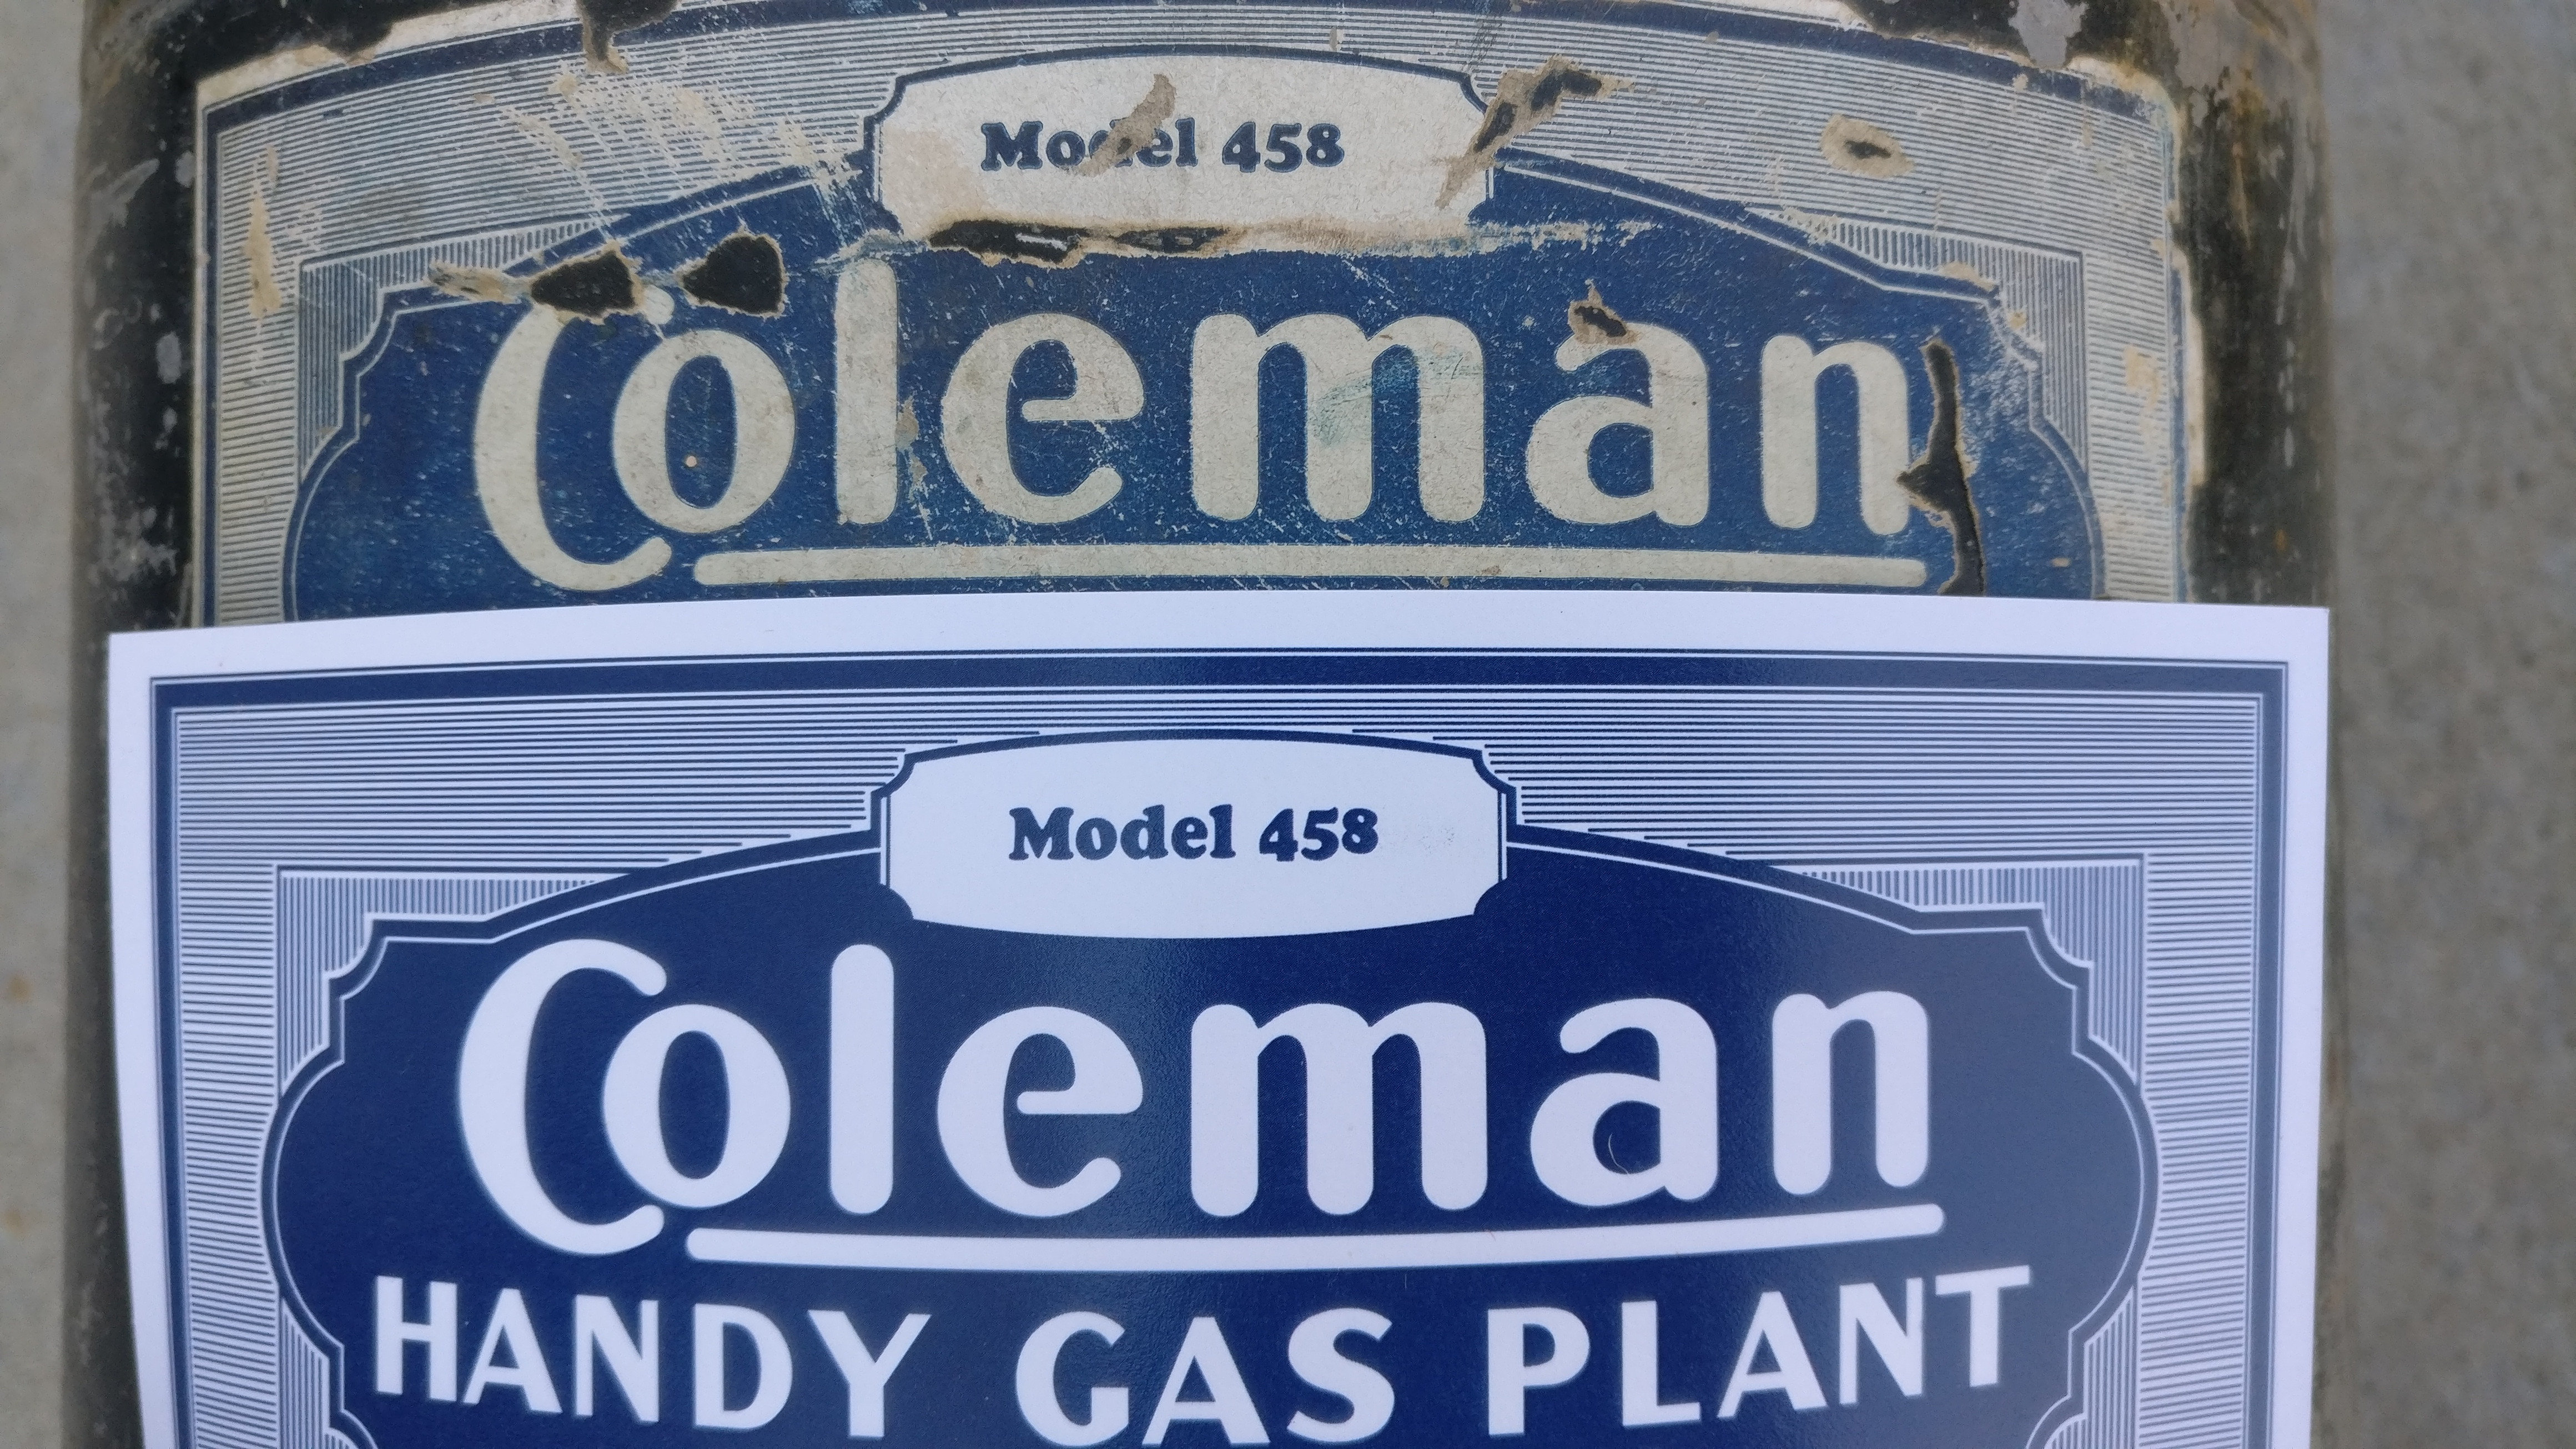 Model 458
Coleman
Model 458
Coleman
HANDY GAS PLANT